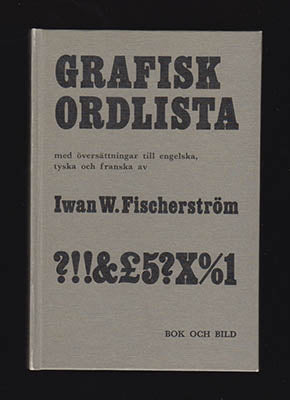 GRAFISK
ORDLISTA
med översättningar till engelska,
tyska och franska av
Iwan W. Fischerström
?!!&£5?X%1
BOK OCH BILD